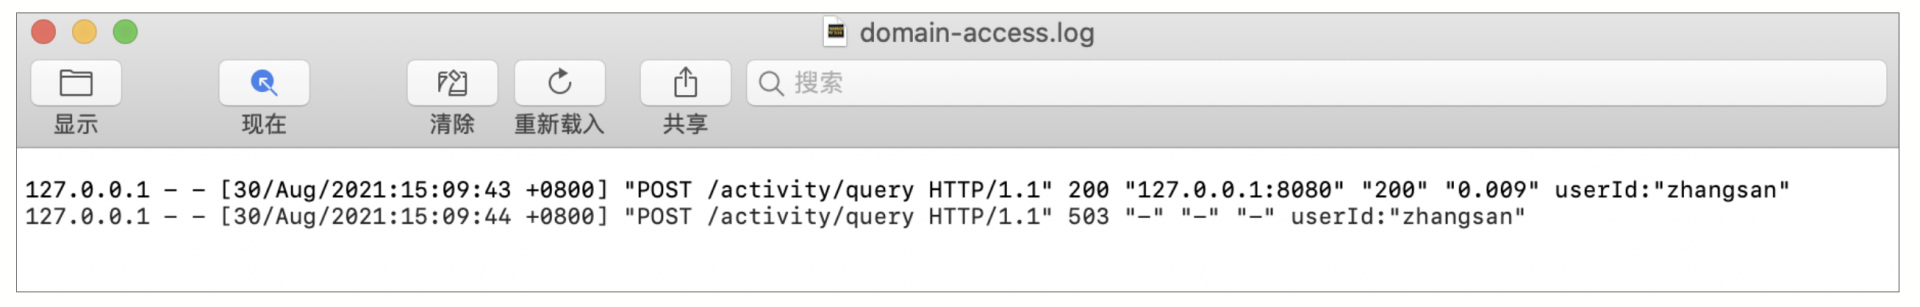 domain-access.log
搜索
显示 现在 清除 重新载入 共享
127.0.0.1 - - [30/Aug/2021:15:09:43 +0800] "POST /activity/query HTTP/1.1" 200 "127.0.0.1:8080" "200" "0.009" userId:"zhangsan"
127.0.0.1 - - [30/Aug/2021:15:09:44 +0800] "POST /activity/query HTTP/1.1" 503 "-" "-" "-" userId:"zhangsan"